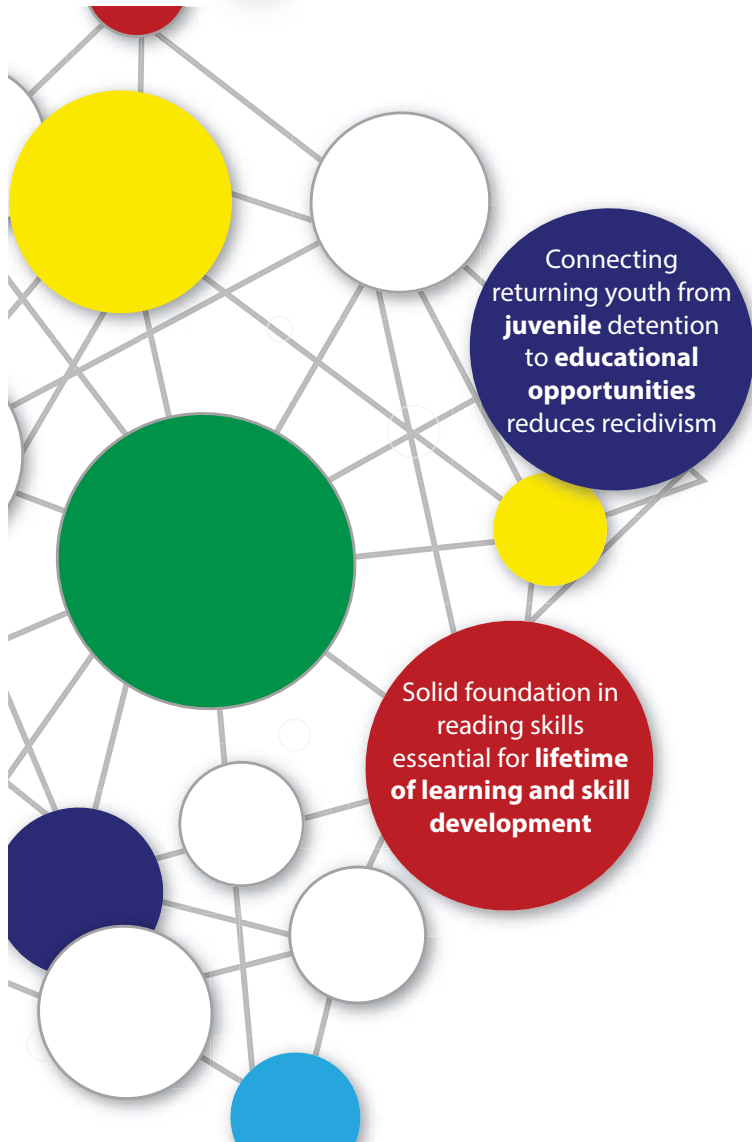 Connecting
returning youth from
juvenile detention
to educational
opportunities
reduces recidivism
Solid foundation in
reading skills
essential for lifetime
of learning and skill
development